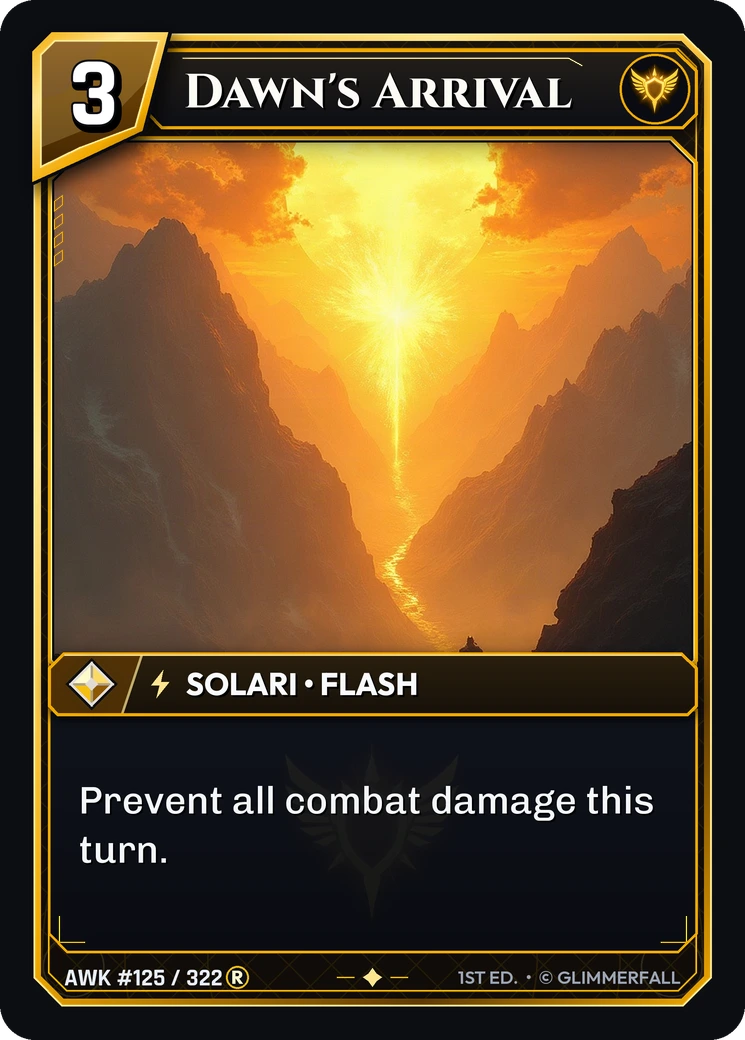 3
DAWN'S ARRIVAL
SOLARI • FLASH
Prevent all combat damage this
turn.
AWK #125 / 322 R
1ST ED. • © GLIMMERFALL